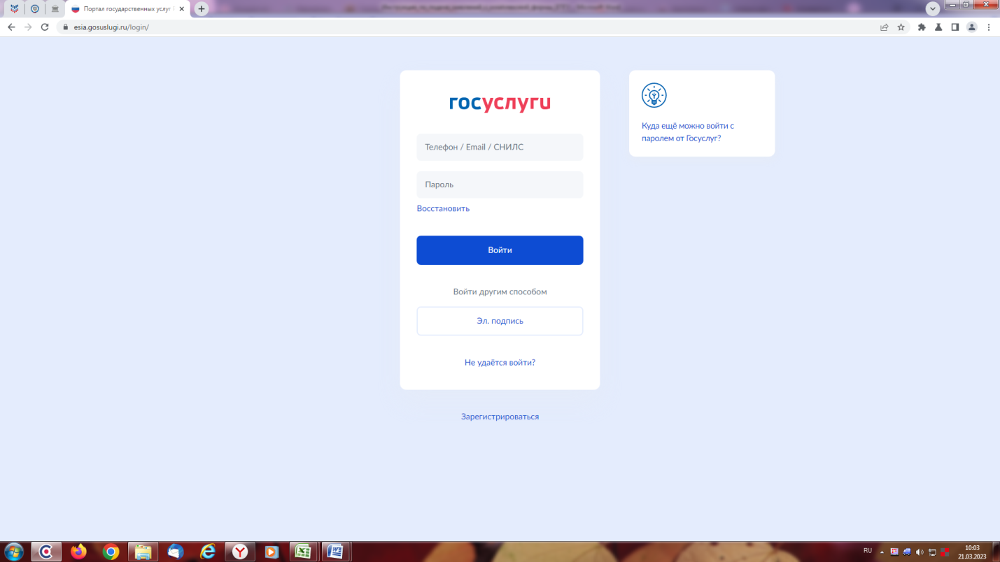 Портал государственных услуг
esia.gosuslugi.ru/login/
госуслуги
Телефон / Email / СНИЛС
Пароль
Восстановить
Войти
Войти другим способом
Эл. подпись
Не удаётся войти?
Зарегистрироваться
Куда ещё можно войти с
паролем от Госуслуг?
RU
10:03
21.03.2023